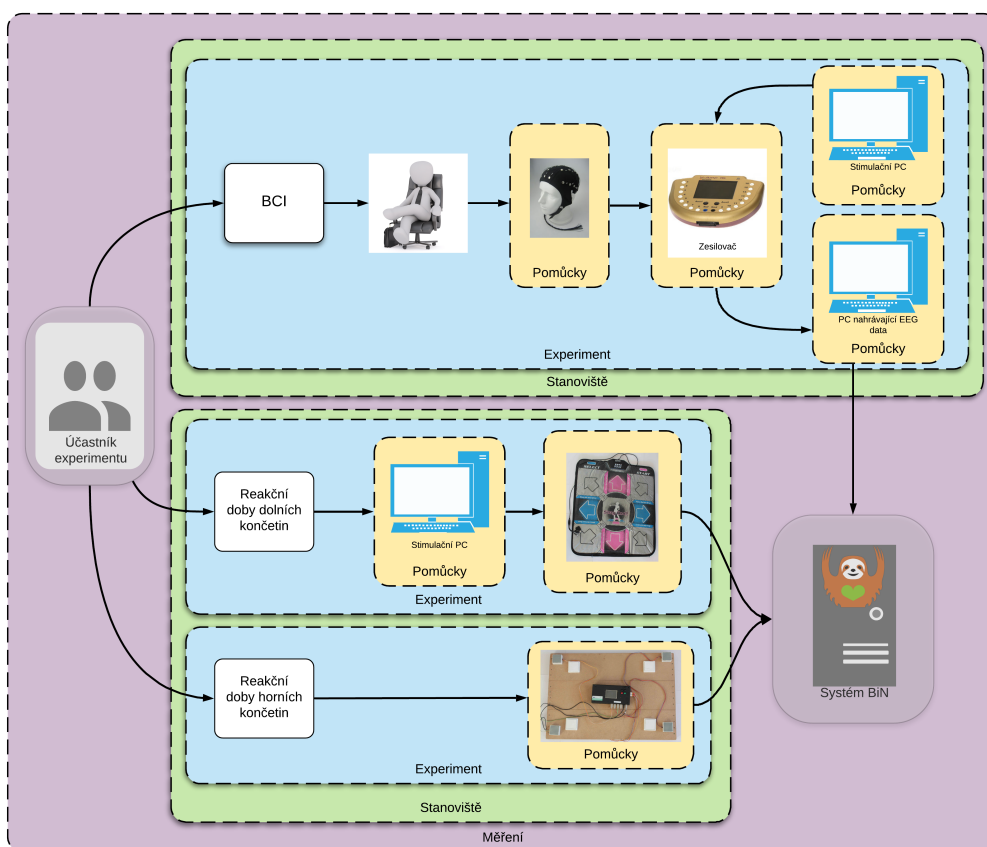 Stimulační PC
Pomůcky
BCI
Zesilovač
Pomůcky
Pomůcky
PC nahrávající EEG
data
Pomůcky
Experiment
Stanoviště
Účastník
experimentu
Reakční
doby dolních
končetin
Stimulační PC
Pomůcky
Pomůcky
Experiment
Systém BiN
Reakční
doby horních
končetin
Pomůcky
Experiment
Stanoviště
Měření